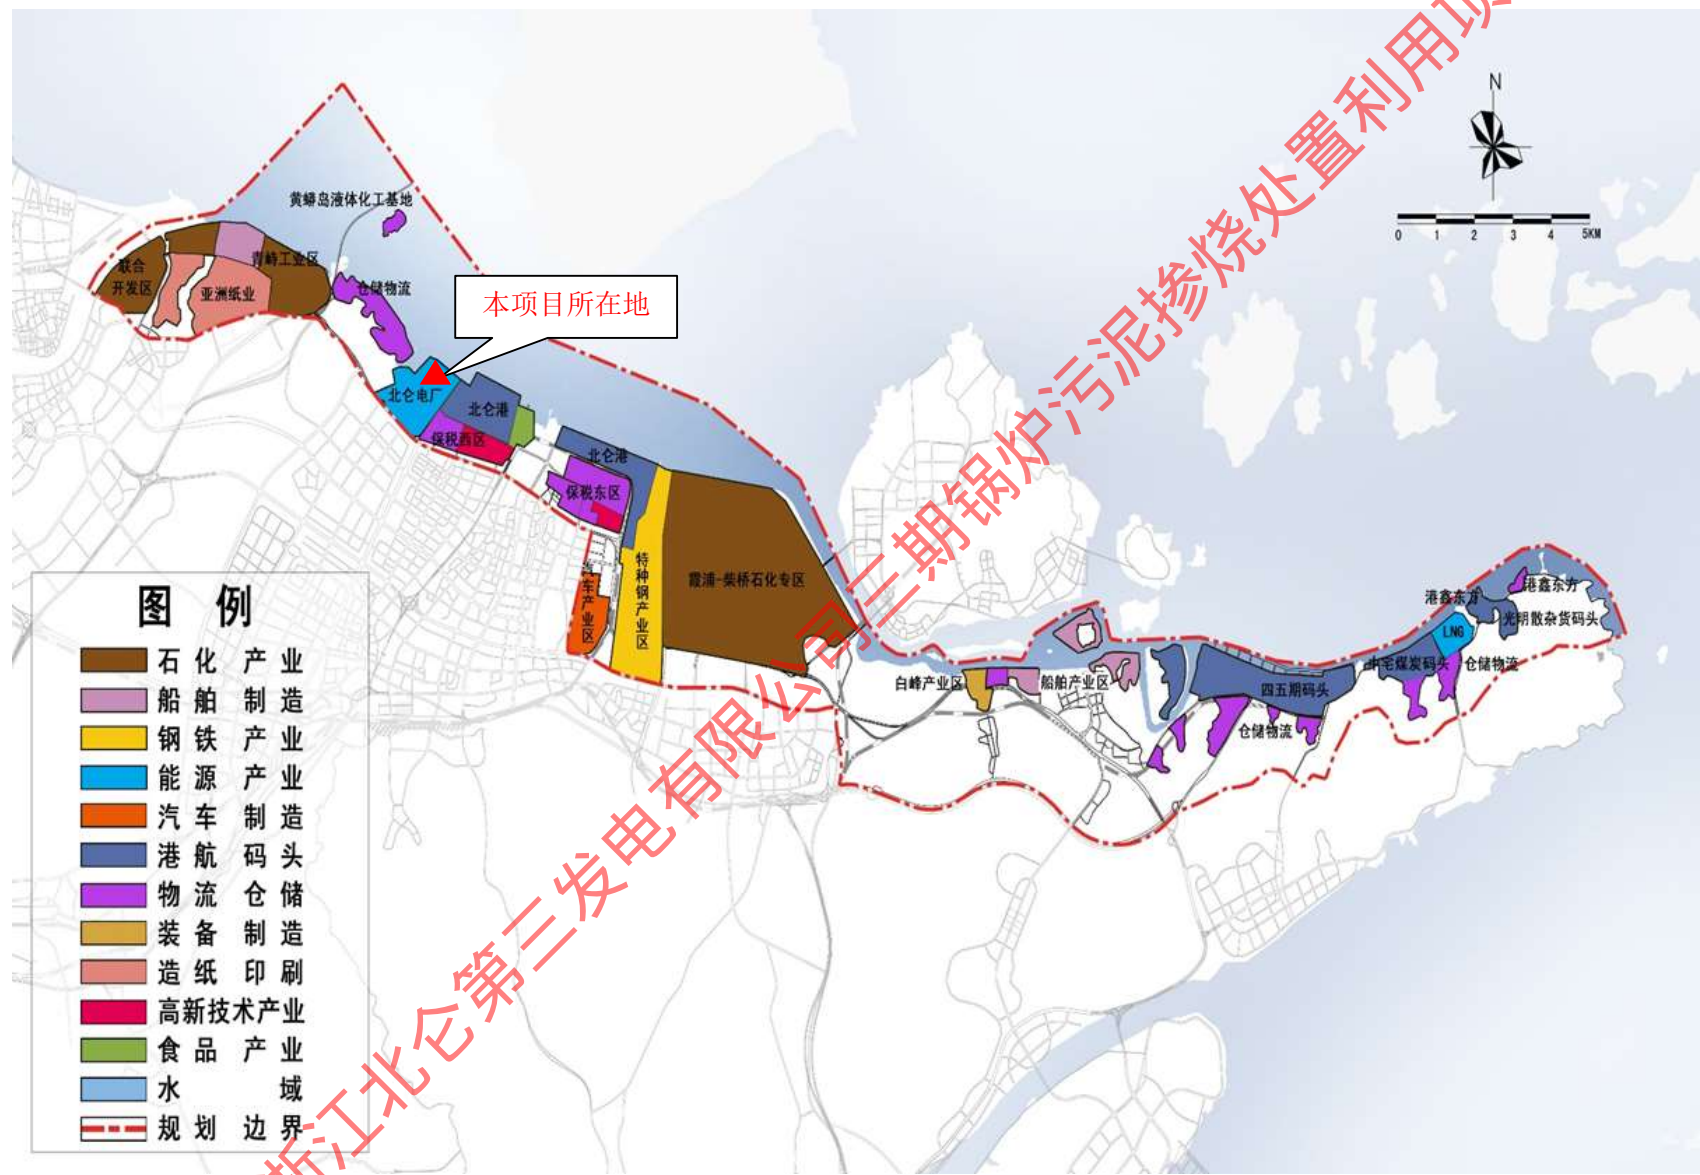 浙江北仑第三发电有限公司三期锅炉污泥掺烧处置利用项
N
0 1 2 3 4 5KM
黄蟒岛液体化工基地
青峙工业区
联合
开发区
亚洲纸业
仓储物流
本项目所在地
北仑电厂
北仑港
保税西区
北仑港
保税东区
汽车产业区
特种钢产业区
霞浦-柴桥石化专区
白峰产业区
船舶产业区
四五期码头
仓储物流
中宅煤炭码头
仓储物流
LNG
港鑫东方
港鑫东方
光明散杂货码头
图 例
石化 产业
船舶 制造
钢铁 产业
能源 产业
汽车 制造
港航 码头
物流 仓储
装备 制造
造纸 印刷
高新技术产业
食品 产业
水 域
规划 边界